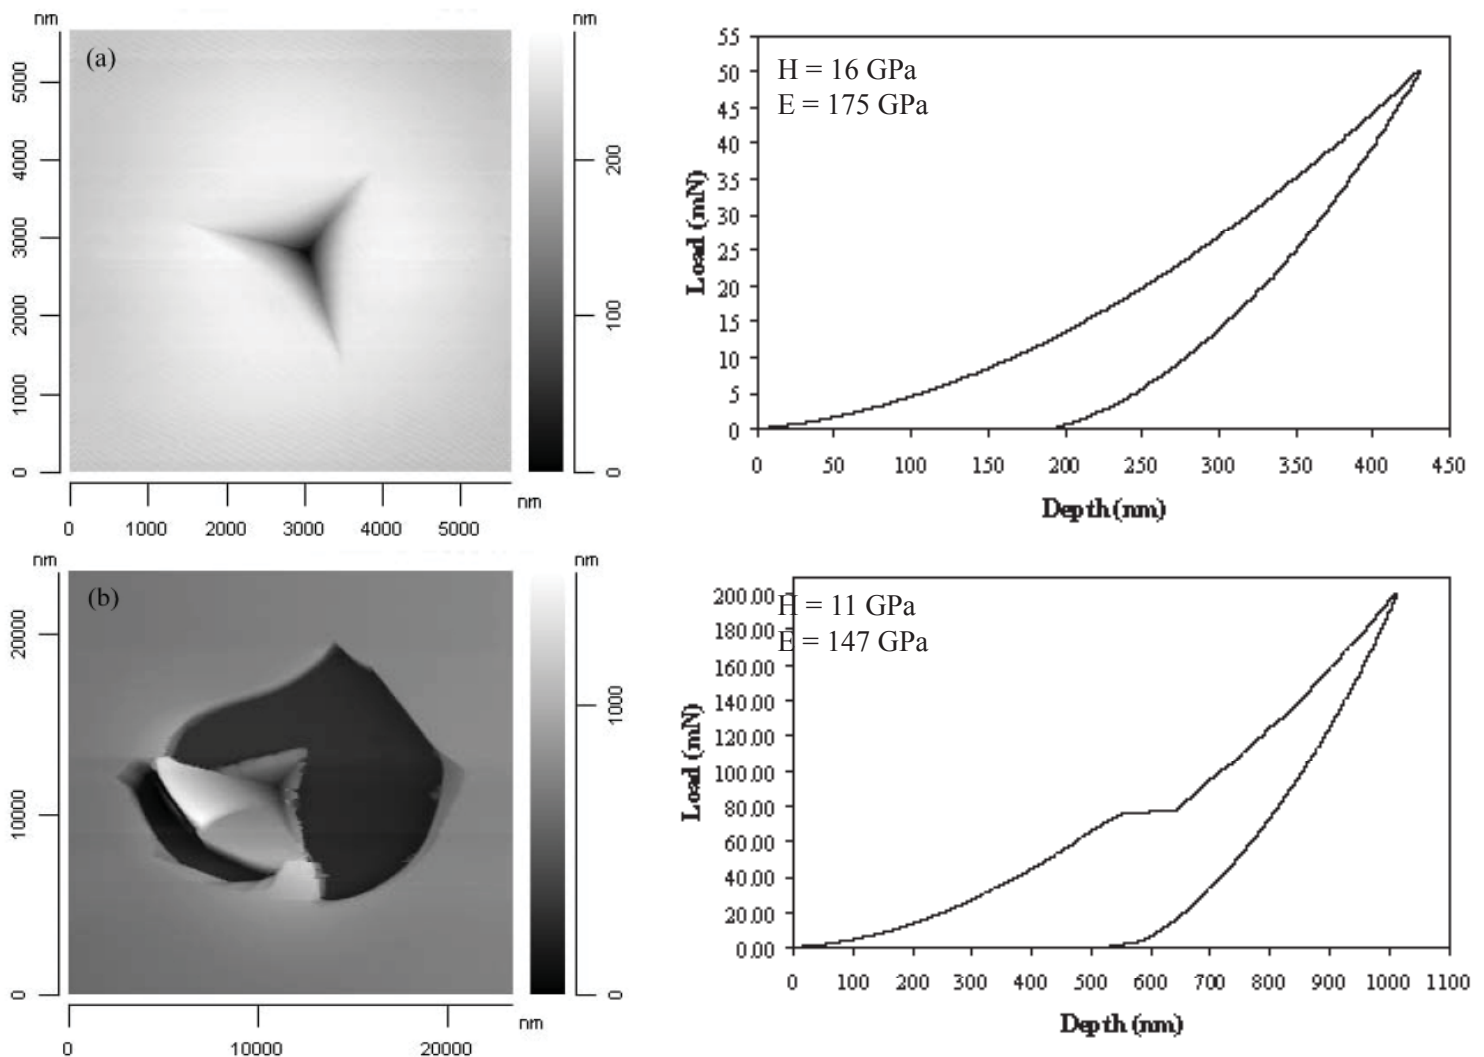 nm
nm
(a)
5000
4000
3000
2000
1000
0
200
100
0
nm
0 1000 2000 3000 4000 5000
H = 16 GPa
E = 175 GPa
55
50
45
40
35
30
25
20
15
10
5
0
Load (mN)
0 50 100 150 200 250 300 350 400 450
Depth (nm)
nm
nm
(b)
20000
10000
0
1000
0
nm
0 10000 20000
H = 11 GPa
E = 147 GPa
200.00
180.00
160.00
140.00
120.00
100.00
80.00
60.00
40.00
20.00
0.00
Load (mN)
0 100 200 300 400 500 600 700 800 900 1000 1100
Depth (nm)